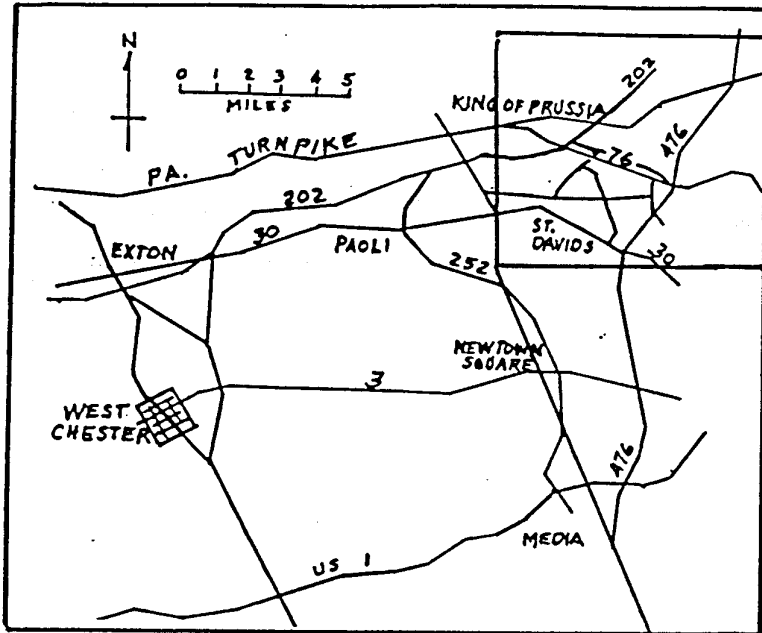 N
0 1 2 3 4 5
MILES
202
KING OF PRUSSIA
476
76
PA. TURNPIKE
202
EXTON
30
PAOLI
ST.
DAVIDS
30
252
NEWTOWN
SQUARE
3
WEST
CHESTER
476
MEDIA
US 1